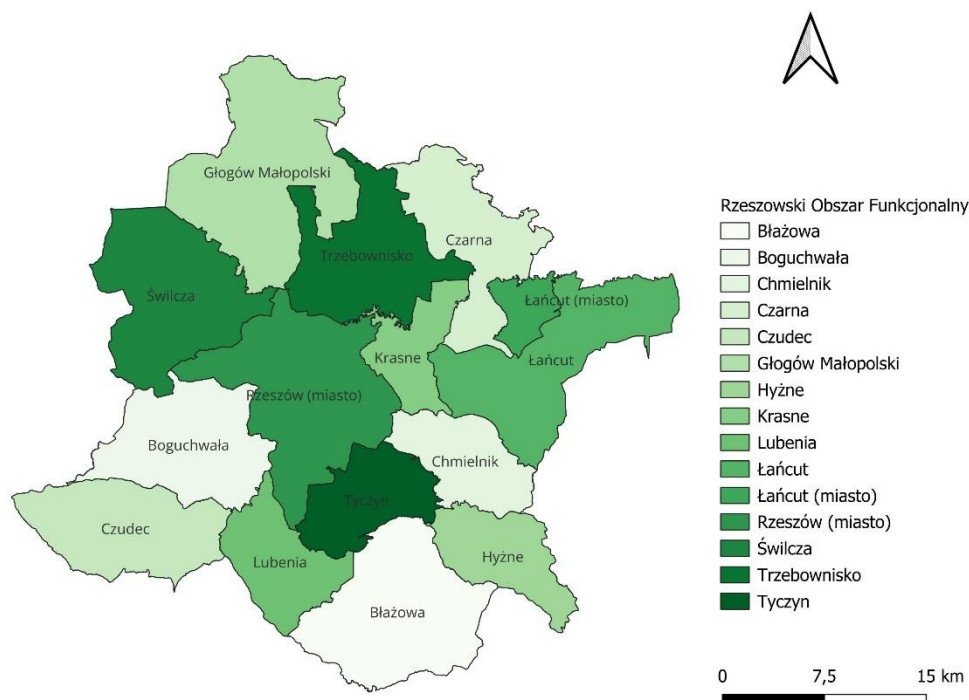 Głogów Małopolski
Czarna
Trzebownisko
Świlcza
Łańcut (miasto)
Krasne
Łańcut
Rzeszów (miasto)
Boguchwała
Chmielnik
Tyczyn
Czudec
Lubenia
Hyżne
Błażowa
Rzeszowski Obszar Funkcjonalny
Błażowa
Boguchwała
Chmielnik
Czarna
Czudec
Głogów Małopolski
Hyżne
Krasne
Lubenia
Łańcut
Łańcut (miasto)
Rzeszów (miasto)
Świlcza
Trzebownisko
Tyczyn
0 7,5 15 km